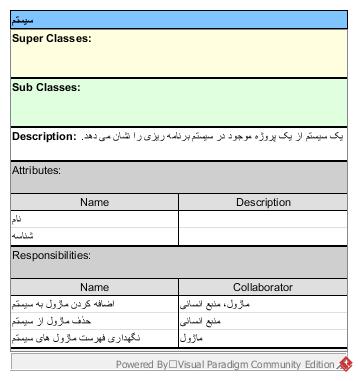 سیستم
Super Classes:
Sub Classes:
Description: یک سیستم از یک پروژه موجود در سیستم برنامه ریزی را نشان می دهد.
Attributes:
Name Description
نام
شناسه
Responsibilities:
Name Collaborator
اضافه کردن ماژول به سیستم ماژول، منبع انسانی
حذف ماژول از سیستم منبع انسانی
نگهداری فهرست ماژول های سیستم ماژول
Powered By□Visual Paradigm Community Edition